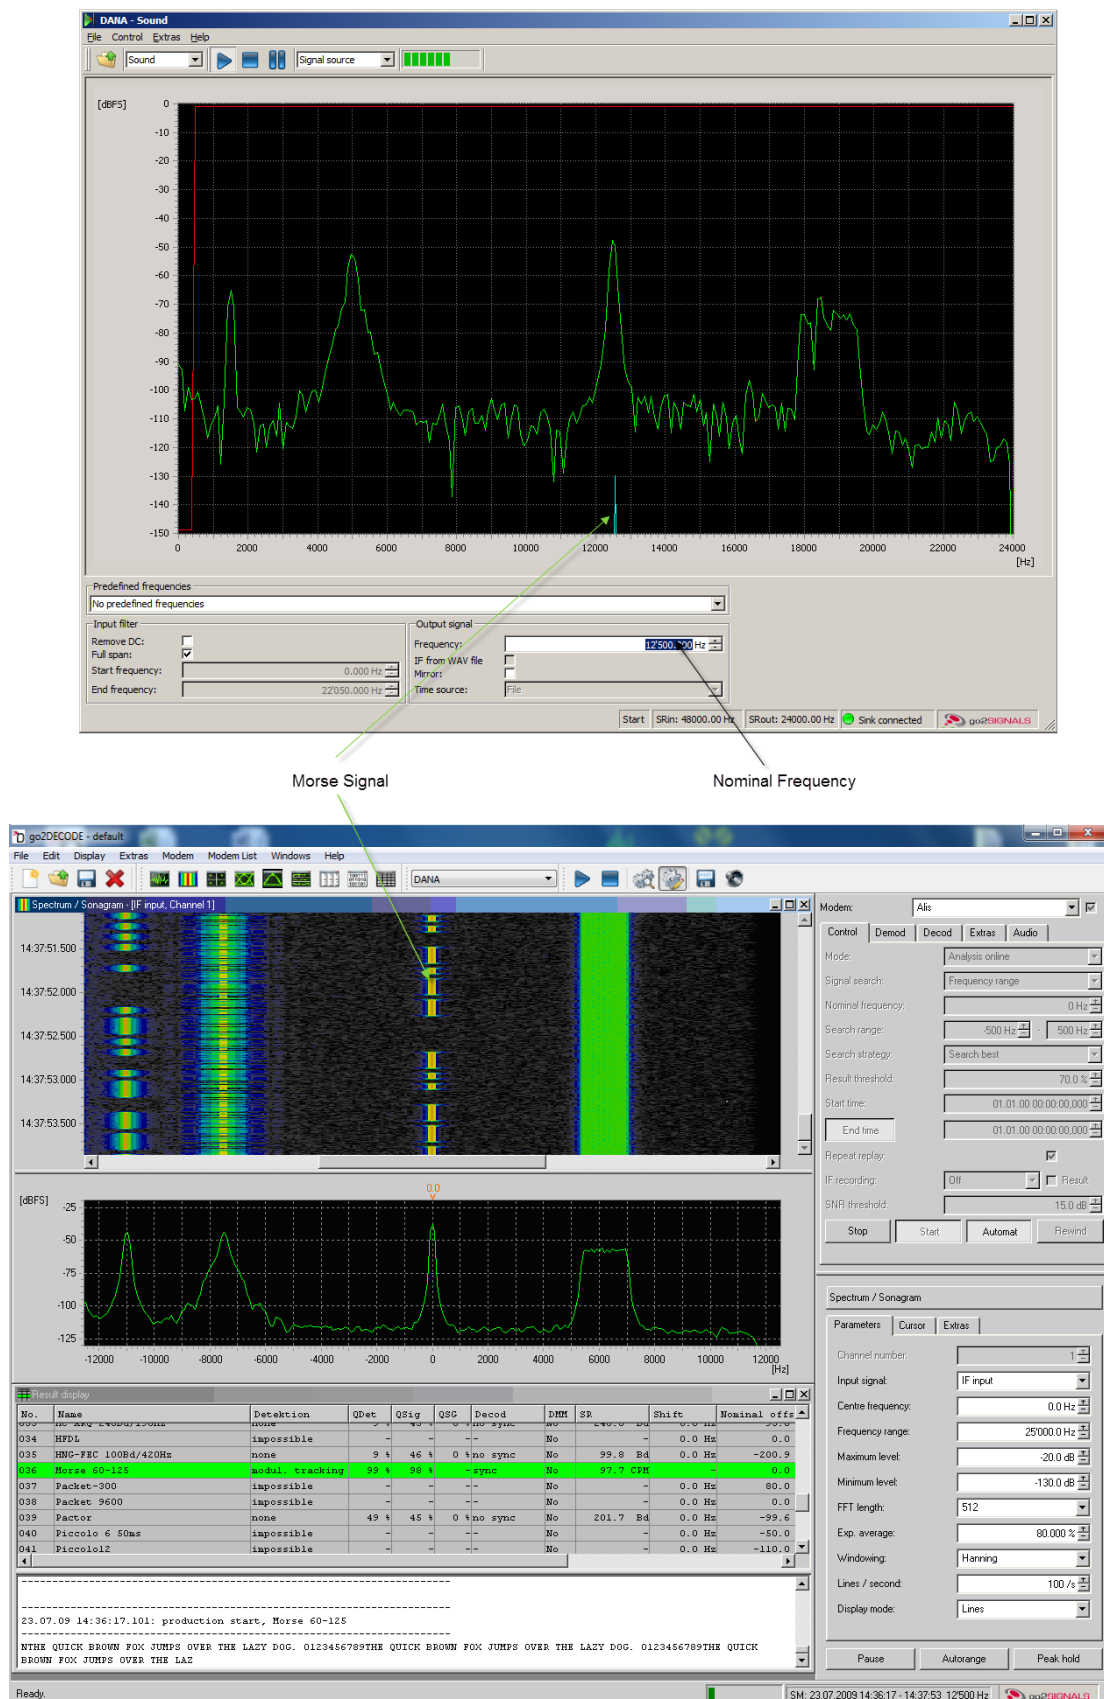 DANA - Sound
File Control Extras Help
Sound
Signal source
[dBFS]
0
-10
-20
-30
-40
-50
-60
-70
-80
-90
-100
-110
-120
-130
-140
-150
0 2000 4000 6000 8000 10000 12000 14000 16000 18000 20000 22000 24000
[Hz]
Predefined frequencies
No predefined frequencies
Input filter
Remove DC:
Full span:
Start frequency: 0.000 Hz
End frequency: 22'050.000 Hz
Output signal
Frequency: 12'500.000 Hz
IF from WAV file
Mirror:
Time source: File
Start SRin: 48000.00 Hz SRout: 24000.00 Hz Sink connected go2SIGNALS
Morse Signal Nominal Frequency
go2DECODE - default
File Edit Display Extras Modem Modem List Windows Help
DANA
Spectrum / Sonagram - [IF input, Channel 1]
14:37:51.500
14:37:52.000
14:37:52.500
14:37:53.000
14:37:53.500
0.0
[dBFS]
-25
-50
-75
-100
-125
-12000 -10000 -8000 -6000 -4000 -2000 0 2000 4000 6000 8000 10000 12000
[Hz]
Result display
No. Name Detektion QDet QSig QSG Decod DMM SR Shift Nominal offs
034 HFDL impossible - - -- No - 0.0 Hz 0.0
035 HNG-FEC 100Bd/420Hz none 9 % 46 % 0 % no sync No 99.8 Bd 0.0 Hz -200.9
036 Morse 60-125 modul. tracking 99 % 98 % - sync No 97.7 CPM - 0.0
037 Packet-300 impossible - - -- No - 0.0 Hz 80.0
038 Packet 9600 impossible - - -- No - 0.0 Hz 0.0
039 Pactor none 49 % 45 % 0 % no sync No 201.7 Bd 0.0 Hz -99.6
040 Piccolo 6 50ms impossible - - -- No - 0.0 Hz -50.0
041 Piccolo12 impossible - - -- No - 0.0 Hz -110.0
23.07.09 14:36:17.101: production start, Morse 60-125
NTHE QUICK BROWN FOX JUMPS OVER THE LAZY DOG. 0123456789THE QUICK BROWN FOX JUMPS OVER THE LAZY DOG. 0123456789THE QUICK
BROWN FOX JUMPS OVER THE LAZ
Modem: Alis
Control Demod Decod Extras Audio
Mode: Analysis online
Signal search: Frequency range
Nominal frequency: 0 Hz
Search range: -500 Hz - 500 Hz
Search strategy: Search best
Result threshold: 70.0 %
Start time: 01.01.00 00:00:00,000
End time 01.01.00 00:00:00,000
Repeat replay:
IF recording: Off Result
SNR threshold: 15.0 dB
Stop Start Automat Rewind
Spectrum / Sonagram
Parameters Cursor Extras
Channel number: 1
Input signal: IF input
Centre frequency: 0.0 Hz
Frequency range: 25'000.0 Hz
Maximum level: -20.0 dB
Minimum level: -130.0 dB
FFT length: 512
Exp. average: 80.000 %
Windowing: Hanning
Lines / second: 100 /s
Display mode: Lines
Pause Autorange Peak hold
Ready.
SM: 23.07.2009 14:36:17 - 14:37:53 12'500 Hz go2SIGNALS